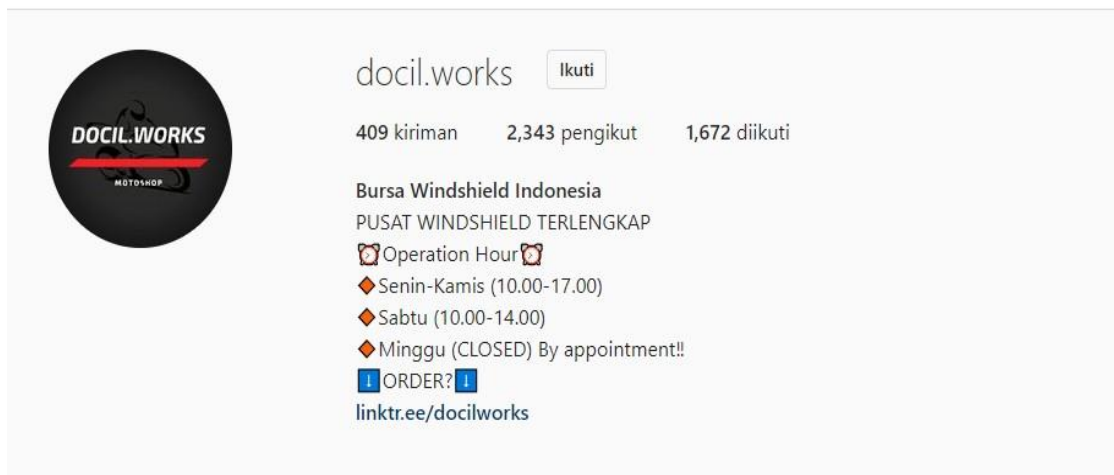 DOCIL.WORKS
MOTOSHOP
docil.works Ikuti
409 kiriman 2,343 pengikut 1,672 diikuti
Bursa Windshield Indonesia
PUSAT WINDSHIELD TERLENGKAP
⏰Operation Hour⏰
🔸Senin-Kamis (10.00-17.00)
🔸Sabtu (10.00-14.00)
🔸Minggu (CLOSED) By appointment!!
⬇️ORDER?⬇️
linktr.ee/docilworks